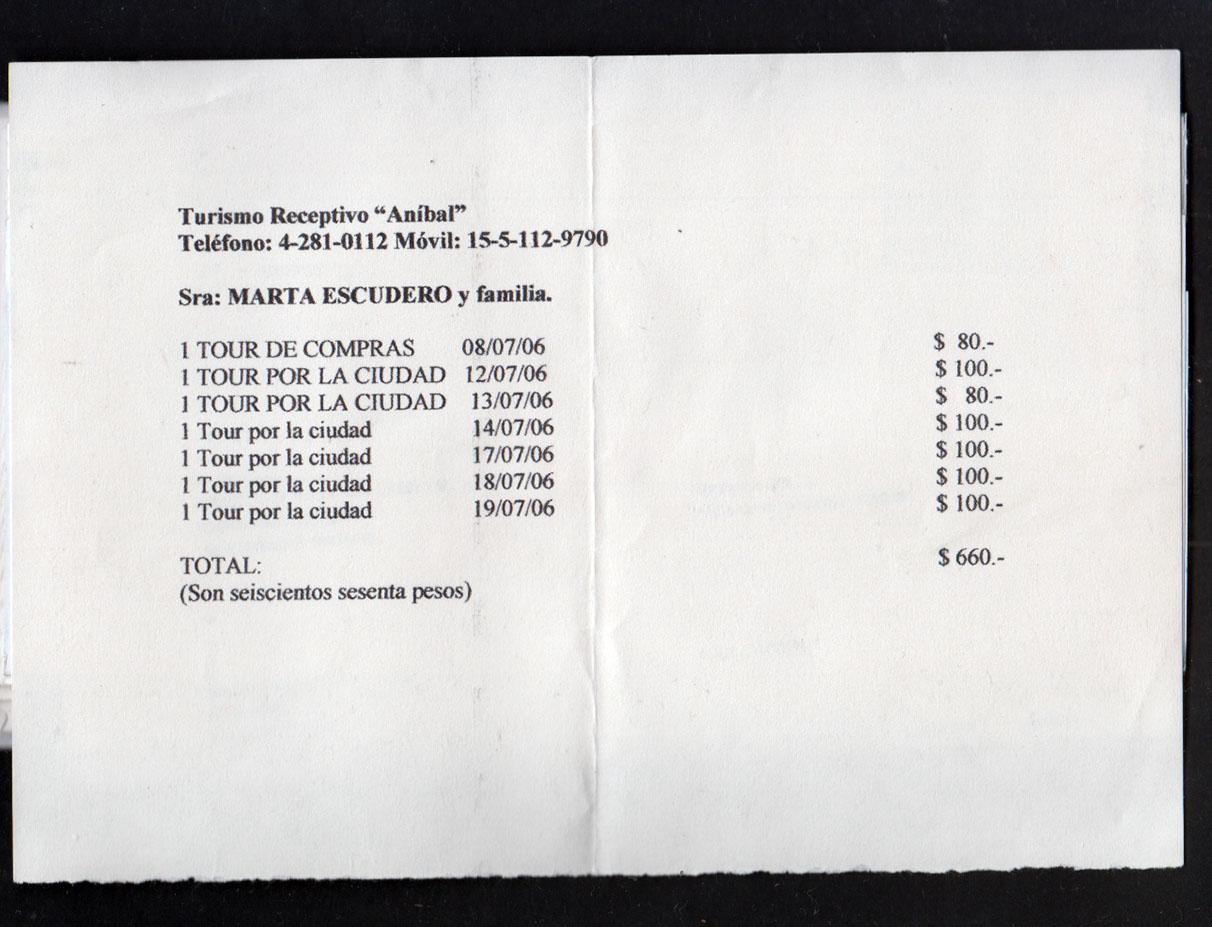 Turismo Receptivo “Aníbal”
Teléfono: 4-281-0112 Móvil: 15-5-112-9790
Sra: MARTA ESCUDERO y familia.
1 TOUR DE COMPRAS 08/07/06 $ 80.-
1 TOUR POR LA CIUDAD 12/07/06 $ 100.-
1 TOUR POR LA CIUDAD 13/07/06 $ 80.-
1 Tour por la ciudad 14/07/06 $ 100.-
1 Tour por la ciudad 17/07/06 $ 100.-
1 Tour por la ciudad 18/07/06 $ 100.-
1 Tour por la ciudad 19/07/06 $ 100.-
TOTAL: $ 660.-
(Son seiscientos sesenta pesos)